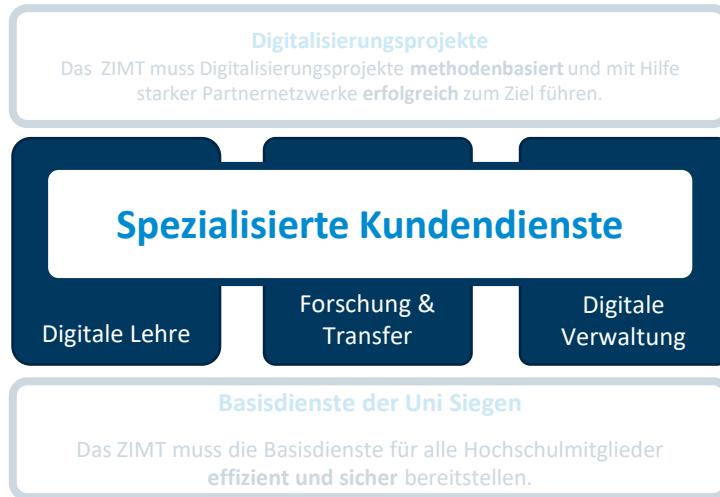 Digitalisierungsprojekte
Das ZIMT muss Digitalisierungsprojekte methodenbasiert und mit Hilfe
starker Partnernetzwerke erfolgreich zum Ziel führen.
Spezialisierte Kundendienste
Digitale Lehre
Forschung &
Transfer
Digitale
Verwaltung
Basisdienste der Uni Siegen
Das ZIMT muss die Basisdienste für alle Hochschulmitglieder
effizient und sicher bereitstellen.